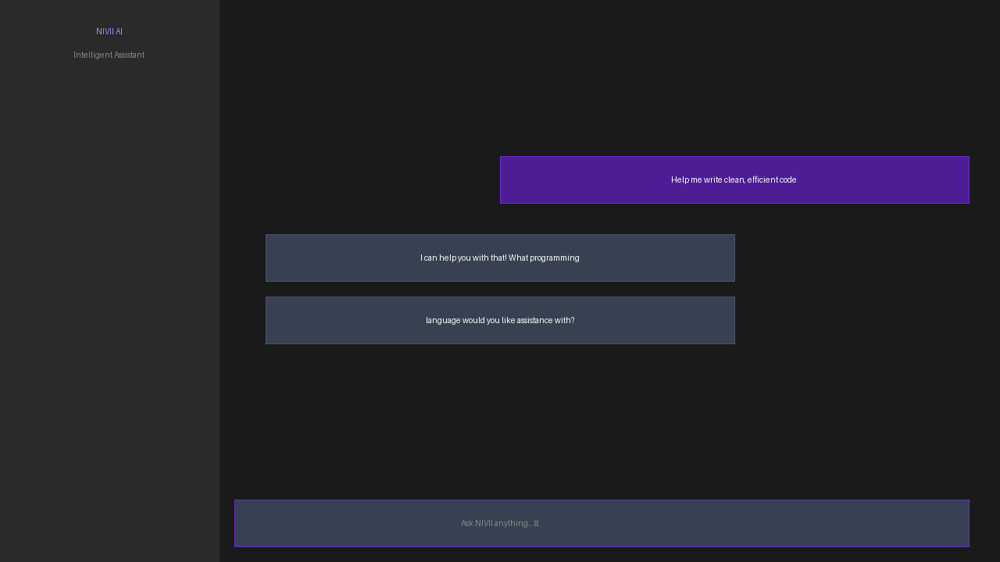 NIVII AI
Intelligent Assistant
Help me write clean, efficient code
I can help you with that! What programming
language would you like assistance with?
Ask NIVII anything...